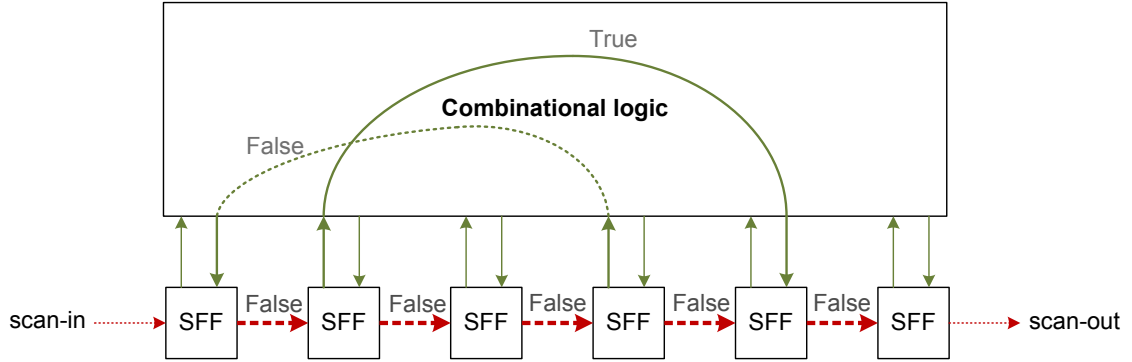 True
Combinational logic
False
False
False
False
False
False
scan-in
SFF
SFF
SFF
SFF
SFF
SFF
scan-out